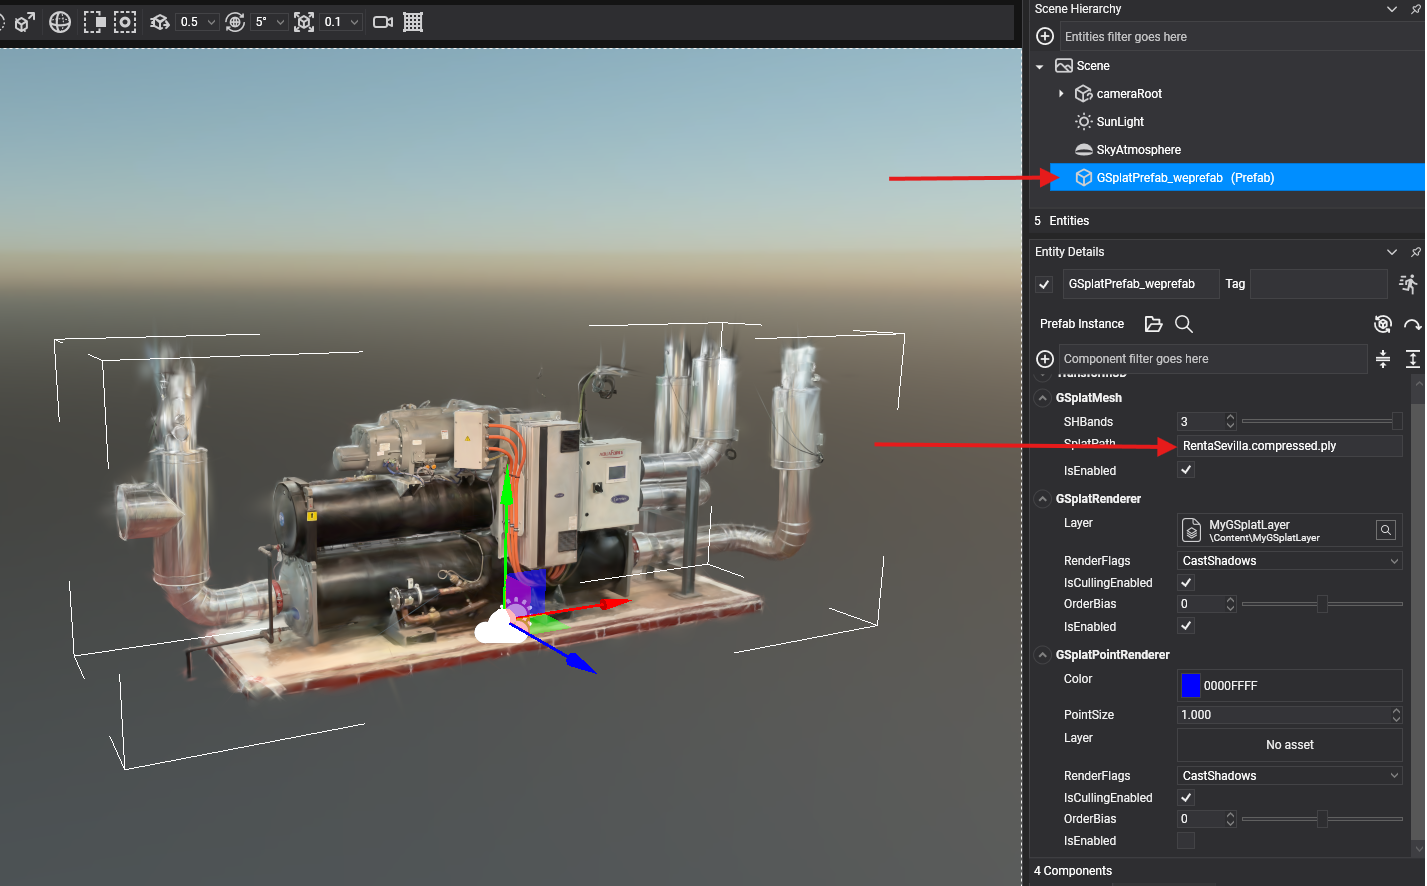 0.5
5°
0.1
Scene Hierarchy
Entities filter goes here
Scene
cameraRoot
SunLight
SkyAtmosphere
GSplatPrefab_weprefab (Prefab)
5 Entities
Entity Details
GSplatPrefab_weprefab Tag
Prefab Instance
Component filter goes here
GSplatMesh
SHBands 3
SplatPath RentaSevilla.compressed.ply
IsEnabled
GSplatRenderer
Layer MyGSplatLayer
\Content\MyGSplatLayer
RenderFlags CastShadows
IsCullingEnabled
OrderBias 0
IsEnabled
GSplatPointRenderer
Color 0000FFFF
PointSize 1.000
Layer No asset
RenderFlags CastShadows
IsCullingEnabled
OrderBias 0
IsEnabled
4 Components